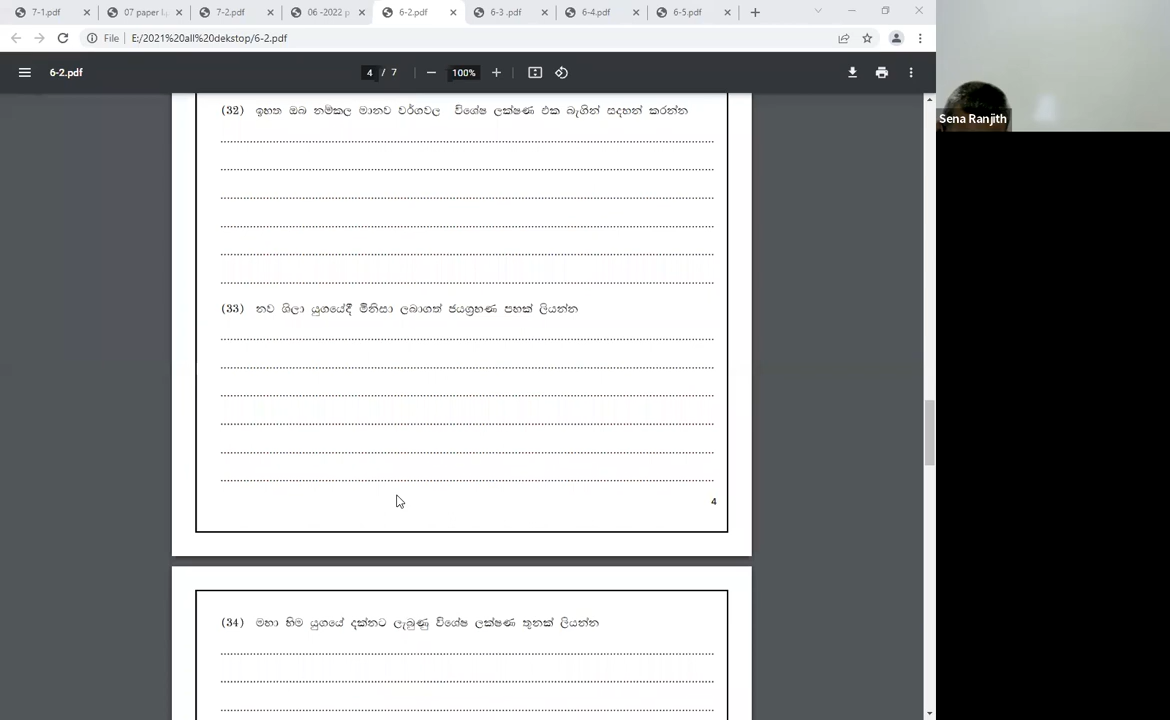 7-1.pdf 07 paper I. 7-2.pdf 06 -2022 p 6-2.pdf 6-3 .pdf 6-4.pdf 6-5.pdf
File E:/2021%20all%20dekstop/6-2.pdf
6-2.pdf 4 / 7 100%
Sena Ranjith
(32) ඉහත ඔබ නම්කල මානව වර්ගවල විශේෂ ලක්ෂණ එක බැගින් සඳහන් කරන්න
(33) නව ශිලා යුගයේදී මිනිසා ලබාගත් ජයග්‍රහණ පහක් ලියන්න
4
(34) මහා හිම යුගයේ දක්නට ලැබුණු විශේෂ ලක්ෂණ තුනක් ලියන්න